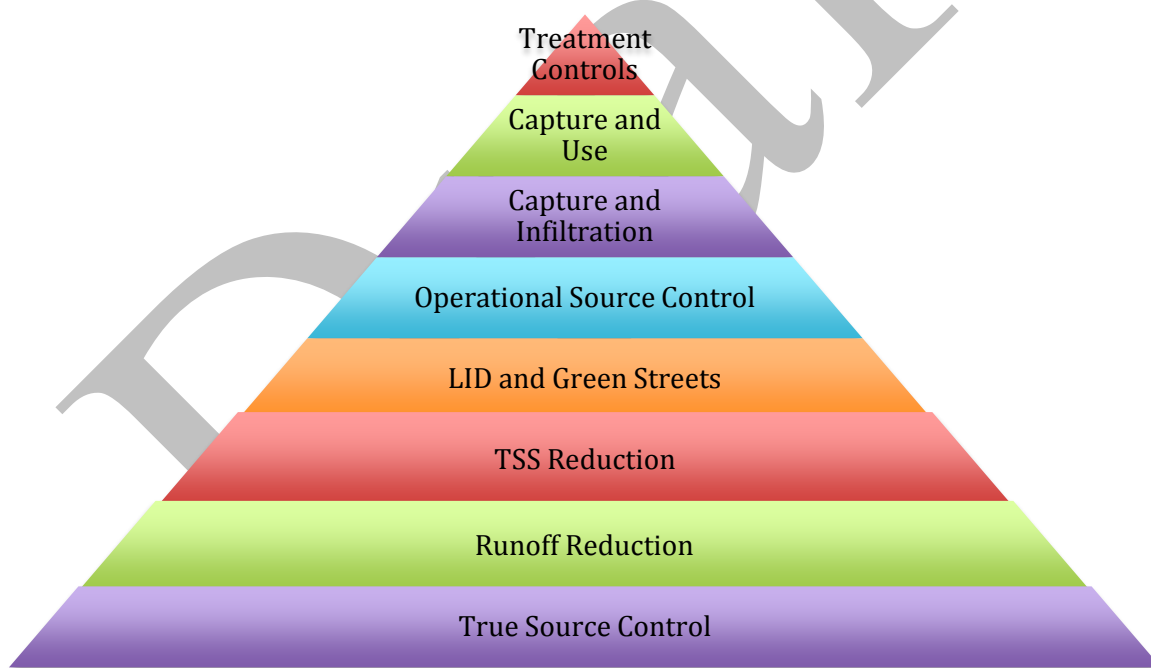 Treatment
Controls
Capture and
Use
Capture and
Infiltration
Operational Source Control
LID and Green Streets
TSS Reduction
Runoff Reduction
True Source Control